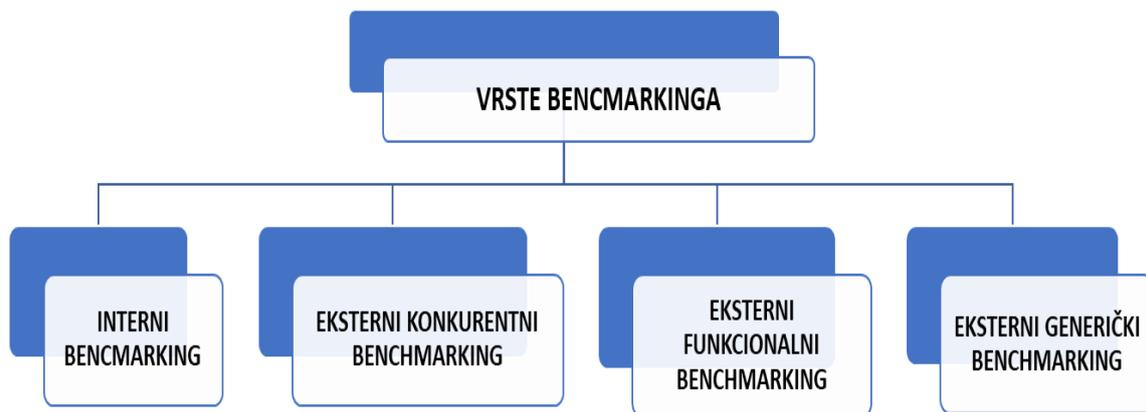 VRSTE BENCMARKINGA
INTERNI
BENCMARKING
EKSTERNI KONKURENTNI
BENCHMARKING
EKSTERNI
FUNKCIONALNI
BENCHMARKING
EKSTERNI GENERIČKI
BENCHMARKING